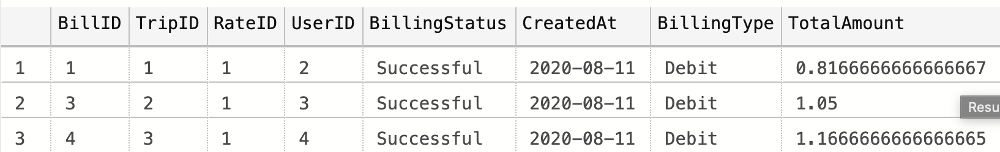 BillID TripID RateID UserID BillingStatus CreatedAt BillingType TotalAmount
1 1 1 1 2 Successful 2020-08-11 Debit 0.8166666666666667
2 3 2 1 3 Successful 2020-08-11 Debit 1.05 Resu
3 4 3 1 4 Successful 2020-08-11 Debit 1.1666666666666665